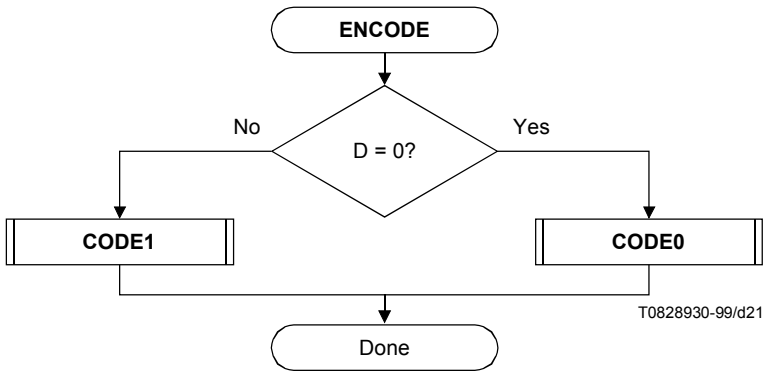 ENCODE
No
Yes
D = 0?
CODE1
CODE0
T0828930-99/d21
Done